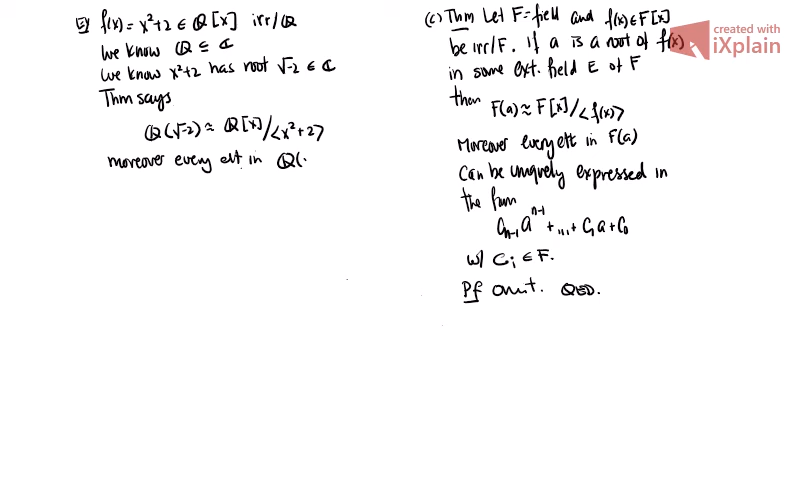 Ex f(x) = x²+2 ∈ ℚ[x] irr/ℚ
We know ℚ ⊆ ℂ
We know x²+2 has root √-2 ∈ ℂ
Thm says
ℚ(√-2) ≈ ℚ[x]/<x²+2>
moreover every elt in ℚ(
(c) Thm Let F=field and f(x)∈F[x]
be irr/F. If a is a root of f(x)
in some ext. field E of F
then F(a) ≈ F[x]/<f(x)>
Moreover every elt in F(a)
Can be uniquely expressed in
the form
Cₙ₋₁aⁿ⁻¹ + ... + C₁a + C₀
w/ Cᵢ ∈ F.
Pf omit. QED.
created with
iXplain